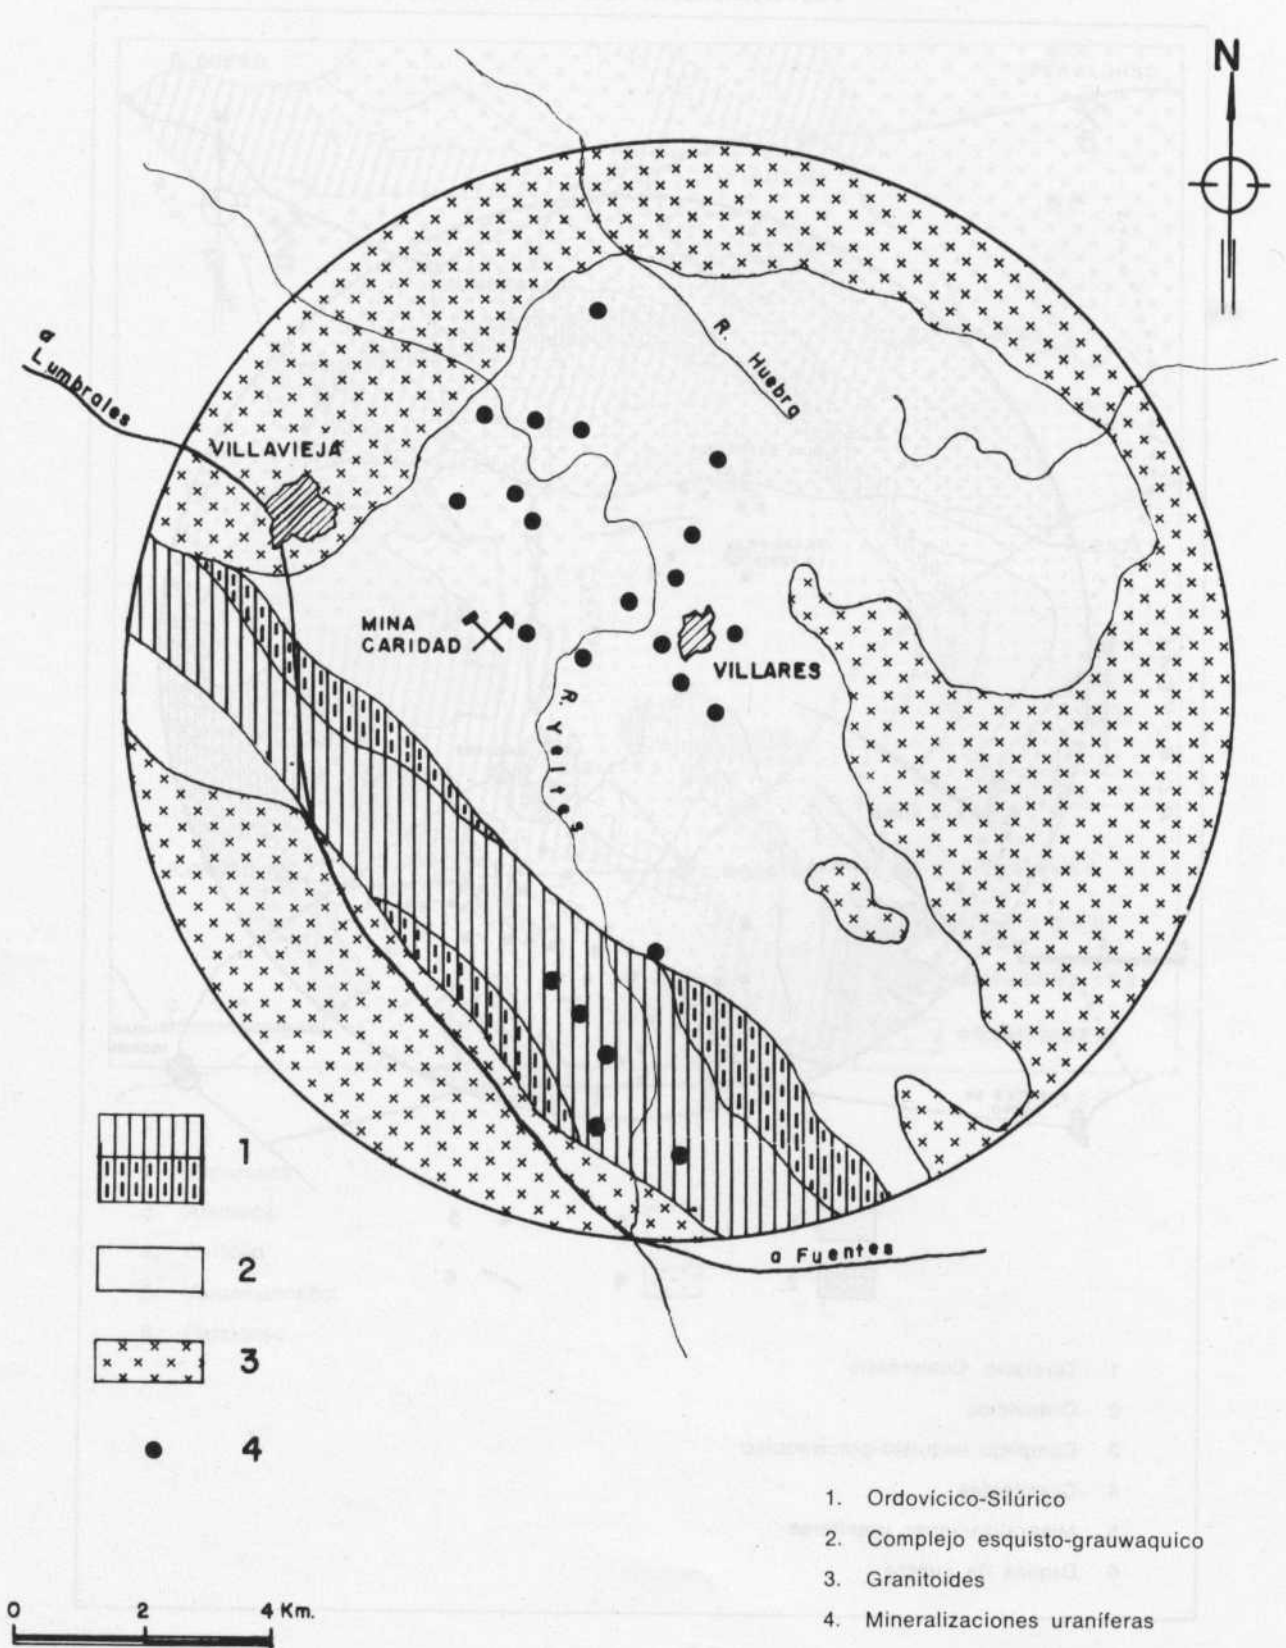 N
a
Lumbrales
R. Huebra
VILLAVIEJA
MINA
CARIDAD
VILLARES
R. Yeltes
1
a Fuentes
2
3
4
1. Ordovícico-Silúrico
2. Complejo esquisto-grauwaquico
3. Granitoides
4. Mineralizaciones uraníferas
0 2 4 Km.